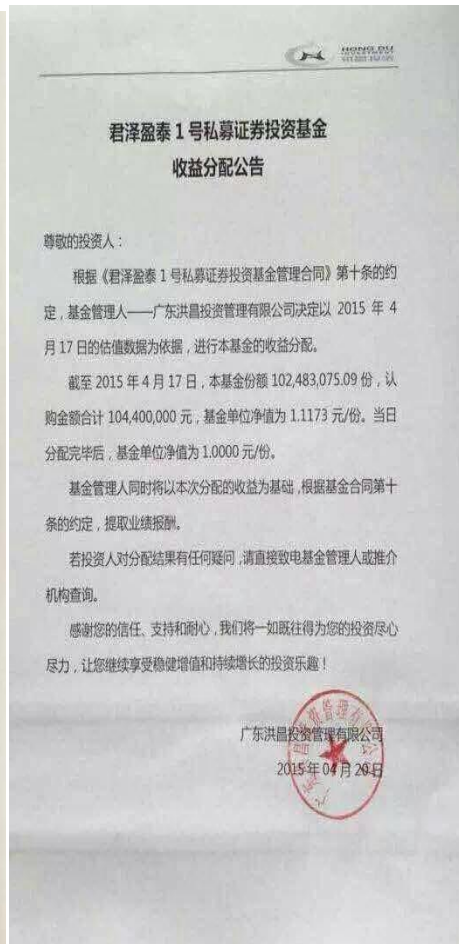 HONG DU
INVESTMENT
君泽盈泰1号私募证券投资基金
收益分配公告
尊敬的投资人：
根据《君泽盈泰1号私募证券投资基金管理合同》第十条的约
定，基金管理人——广东洪昌投资管理有限公司决定以 2015 年 4
月17日的估值数据为依据，进行本基金的收益分配。
截至2015年4月17日，本基金份额102,483,075.09份，认
购金额合计104,400,000元，基金单位净值为1.1173元/份。当日
分配完毕后，基金单位净值为1.0000元/份。
基金管理人同时将以本次分配的收益为基础，根据基金合同第十
条的约定，提取业绩报酬。
若投资人对分配结果有任何疑问，请直接致电基金管理人或推介
机构查询。
感谢您的信任、支持和耐心，我们将一如既往得为您的投资尽心
尽力，让您继续享受稳健增值和持续增长的投资乐趣！
广东洪昌投资管理有限公司
2015年04月20日